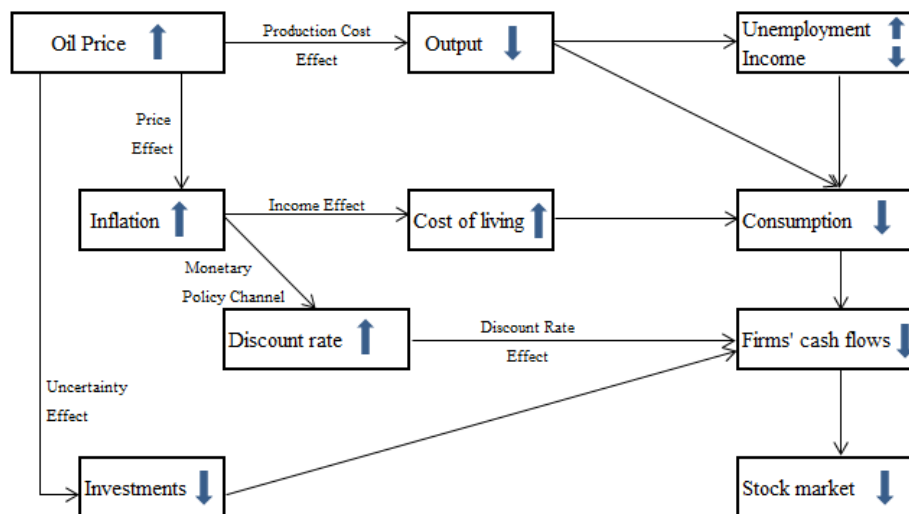 Oil Price
Production Cost
Effect
Output
Unemployment
Income
Price
Effect
Inflation
Income Effect
Cost of living
Consumption
Monetary
Policy Channel
Discount rate
Discount Rate
Effect
Firms' cash flows
Uncertainty
Effect
Investments
Stock market